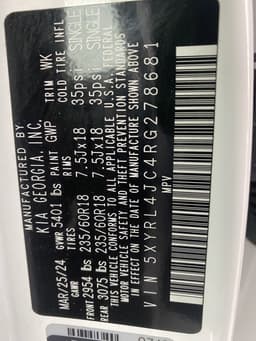 MANUFACTURED BY
KIA GEORGIA, INC.
MAR/25/24 GVWR 5401 lbs PAINT GWP TRIM WK
GAWR TIRES RIMS COLD TIRE INFL
FRONT 2954 lbs 235/60R18 7.5Jx18 35psi SINGLE
REAR 3075 lbs 235/60R18 7.5Jx18 35psi SINGLE
THIS VEHICLE CONFORMS TO ALL APPLICABLE U.S.A. FEDERAL
MOTOR VEHICLE SAFETY AND THEFT PREVENTION STANDARDS
IN EFFECT ON THE DATE OF MANUFACTURE SHOWN ABOVE
V I N 5XYRL4JC4RG278681
MPV